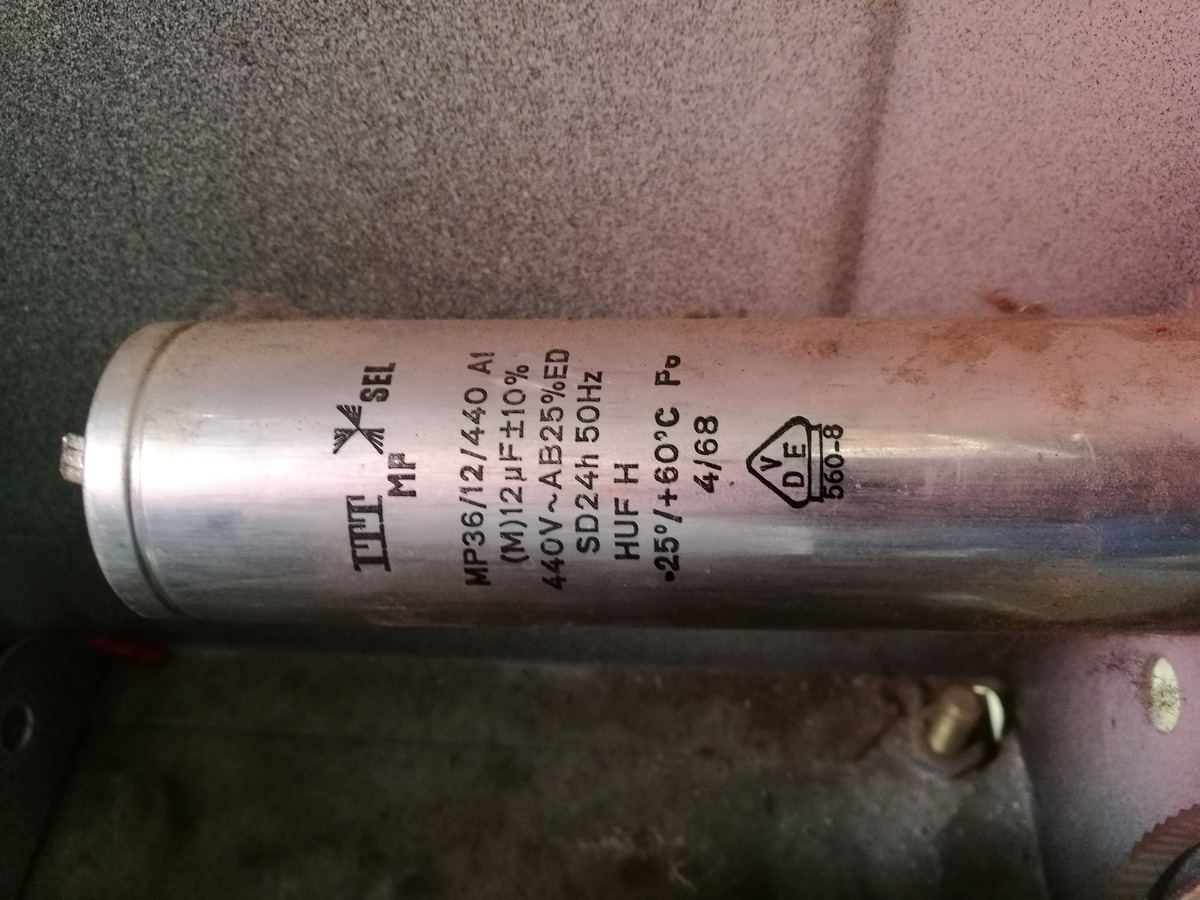 ITT SEL
MP
MP36/12/440 Al
(M)12µF±10%
440V~AB25%ED
SD24h 50Hz
HUF H
-25°/+60°C Po
4/68
VDE
560-8